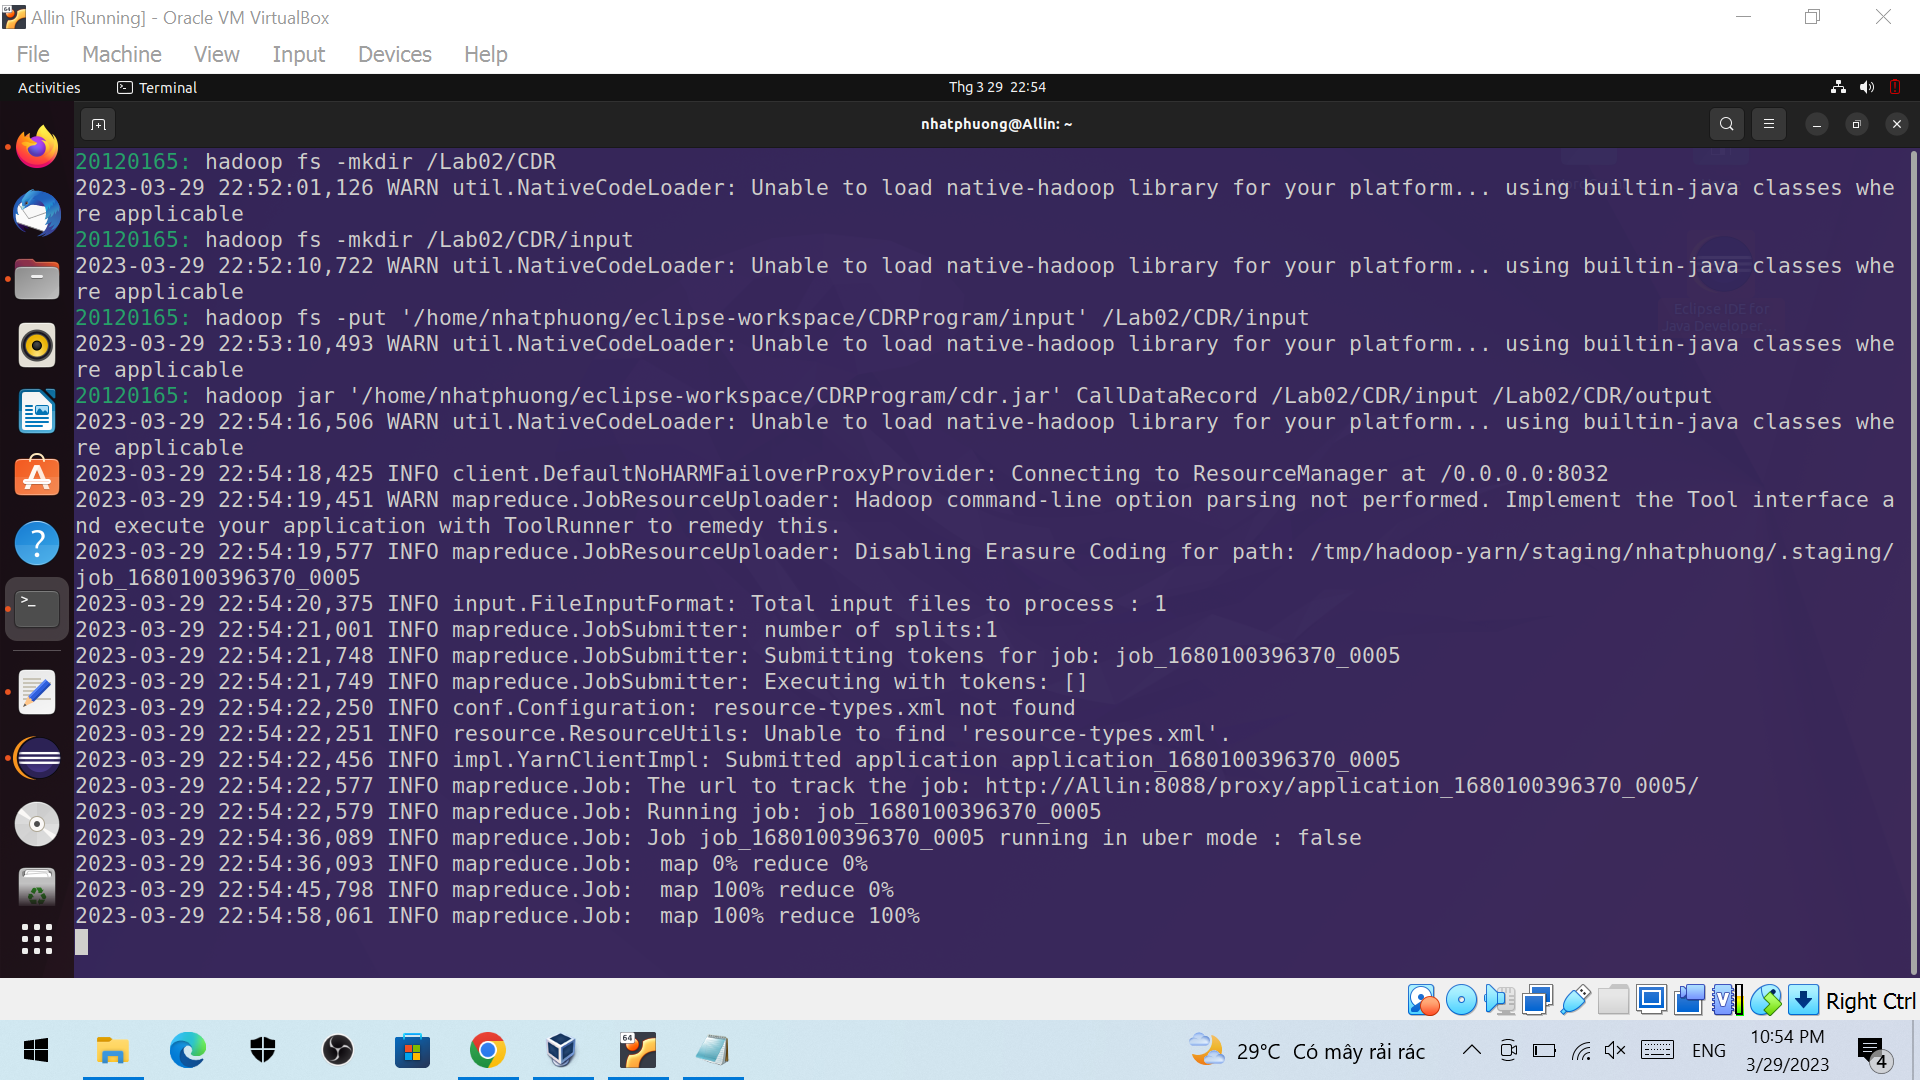 Allin [Running] - Oracle VM VirtualBox
File Machine View Input Devices Help
Activities Terminal Thg 3 29 22:54
nhatphuong@Allin: ~
20120165: hadoop fs -mkdir /Lab02/CDR
2023-03-29 22:52:01,126 WARN util.NativeCodeLoader: Unable to load native-hadoop library for your platform... using builtin-java classes whe
re applicable
20120165: hadoop fs -mkdir /Lab02/CDR/input
2023-03-29 22:52:10,722 WARN util.NativeCodeLoader: Unable to load native-hadoop library for your platform... using builtin-java classes whe
re applicable
20120165: hadoop fs -put '/home/nhatphuong/eclipse-workspace/CDRProgram/input' /Lab02/CDR/input
2023-03-29 22:53:10,493 WARN util.NativeCodeLoader: Unable to load native-hadoop library for your platform... using builtin-java classes whe
re applicable
20120165: hadoop jar '/home/nhatphuong/eclipse-workspace/CDRProgram/cdr.jar' CallDataRecord /Lab02/CDR/input /Lab02/CDR/output
2023-03-29 22:54:16,506 WARN util.NativeCodeLoader: Unable to load native-hadoop library for your platform... using builtin-java classes whe
re applicable
2023-03-29 22:54:18,425 INFO client.DefaultNoHARMFailoverProxyProvider: Connecting to ResourceManager at /0.0.0.0:8032
2023-03-29 22:54:19,451 WARN mapreduce.JobResourceUploader: Hadoop command-line option parsing not performed. Implement the Tool interface a
nd execute your application with ToolRunner to remedy this.
2023-03-29 22:54:19,577 INFO mapreduce.JobResourceUploader: Disabling Erasure Coding for path: /tmp/hadoop-yarn/staging/nhatphuong/.staging/
job_1680100396370_0005
2023-03-29 22:54:20,375 INFO input.FileInputFormat: Total input files to process : 1
2023-03-29 22:54:21,001 INFO mapreduce.JobSubmitter: number of splits:1
2023-03-29 22:54:21,748 INFO mapreduce.JobSubmitter: Submitting tokens for job: job_1680100396370_0005
2023-03-29 22:54:21,749 INFO mapreduce.JobSubmitter: Executing with tokens: []
2023-03-29 22:54:22,250 INFO conf.Configuration: resource-types.xml not found
2023-03-29 22:54:22,251 INFO resource.ResourceUtils: Unable to find 'resource-types.xml'.
2023-03-29 22:54:22,456 INFO impl.YarnClientImpl: Submitted application application_1680100396370_0005
2023-03-29 22:54:22,577 INFO mapreduce.Job: The url to track the job: http://Allin:8088/proxy/application_1680100396370_0005/
2023-03-29 22:54:22,579 INFO mapreduce.Job: Running job: job_1680100396370_0005
2023-03-29 22:54:36,089 INFO mapreduce.Job: Job job_1680100396370_0005 running in uber mode : false
2023-03-29 22:54:36,093 INFO mapreduce.Job:  map 0% reduce 0%
2023-03-29 22:54:45,798 INFO mapreduce.Job:  map 100% reduce 0%
2023-03-29 22:54:58,061 INFO mapreduce.Job:  map 100% reduce 100%
Eclipse IDE for
Java Developer...
Right Ctrl
29°C Có mây rải rác ENG 10:54 PM
3/29/2023
4